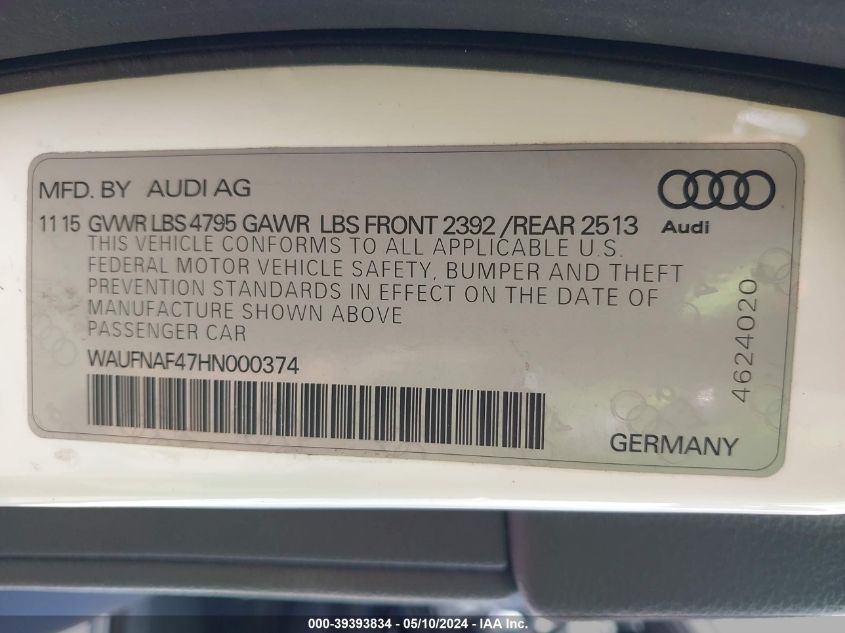 MFD. BY AUDI AG
11 15 GVWR LBS 4795 GAWR LBS FRONT 2392 /REAR 2513
Audi
THIS VEHICLE CONFORMS TO ALL APPLICABLE U.S.
FEDERAL MOTOR VEHICLE SAFETY, BUMPER AND THEFT
PREVENTION STANDARDS IN EFFECT ON THE DATE OF
MANUFACTURE SHOWN ABOVE
PASSENGER CAR
WAUFNAF47HN000374
4624020
GERMANY
000-39393834 - 05/10/2024 - IAA Inc.